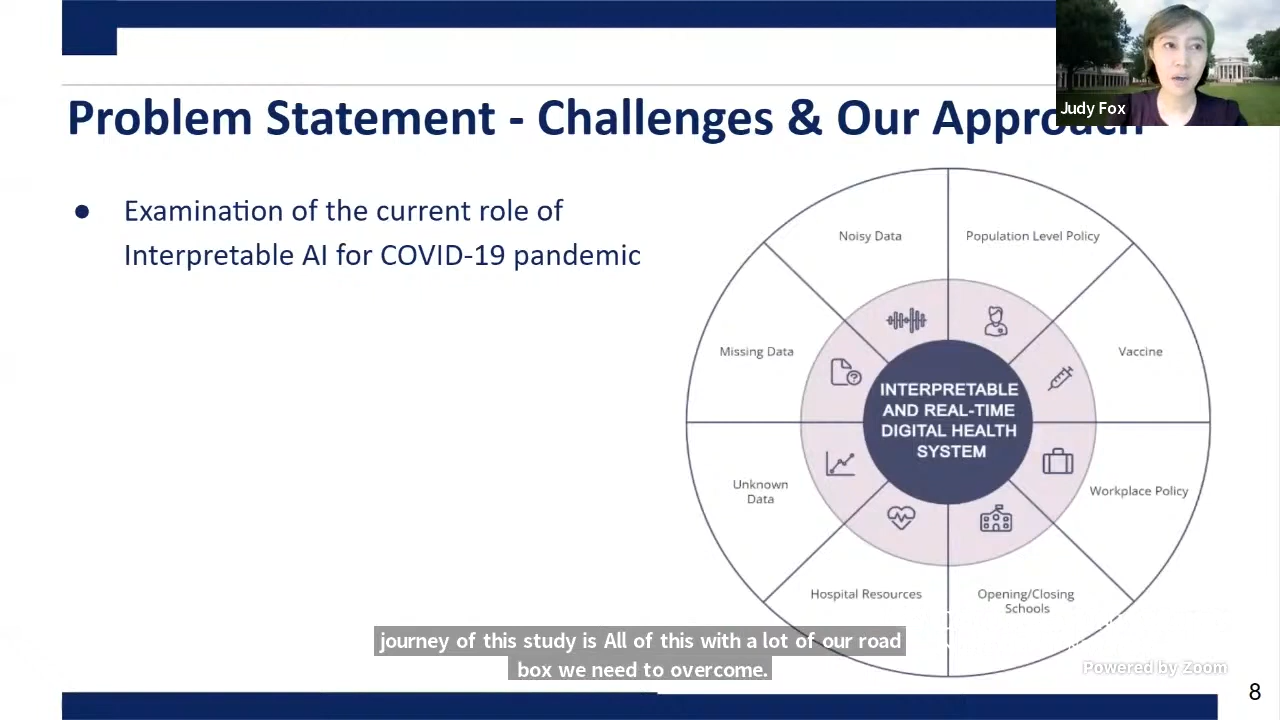 Problem Statement - Challenges & Our Approach
Judy Fox
● Examination of the current role of
Interpretable AI for COVID-19 pandemic
Noisy Data
Population Level Policy
Missing Data
Vaccine
INTERPRETABLE
AND REAL-TIME
DIGITAL HEALTH
SYSTEM
Unknown
Data
Workplace Policy
Hospital Resources
Opening/Closing
Schools
journey of this study is All of this with a lot of our road
box we need to overcome.
Powered by Zoom
8